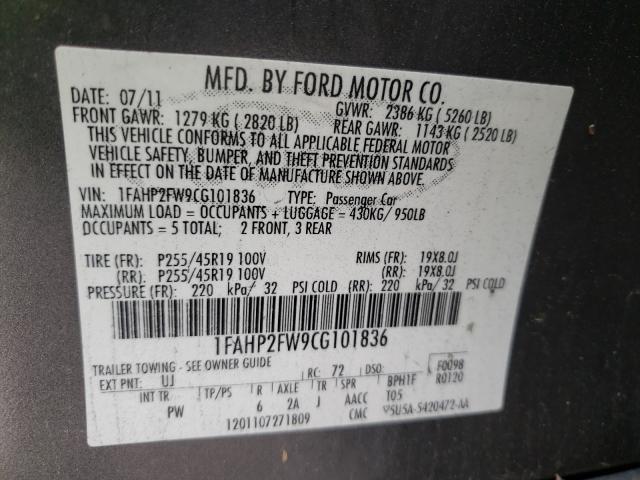 MFD. BY FORD MOTOR CO.
DATE: 07/11 GVWR: 2386 KG ( 5260 LB)
FRONT GAWR: 1279 KG ( 2820 LB) REAR GAWR: 1143 KG ( 2520 LB)
THIS VEHICLE CONFORMS TO ALL APPLICABLE FEDERAL MOTOR
VEHICLE SAFETY, BUMPER, AND THEFT PREVENTION STANDARDS
IN EFFECT ON THE DATE OF MANUFACTURE SHOWN ABOVE.
VIN: 1FAHP2FW9CG101836 TYPE: Passenger Car
MAXIMUM LOAD = OCCUPANTS + LUGGAGE = 430KG/ 950LB
OCCUPANTS = 5 TOTAL; 2 FRONT, 3 REAR
TIRE (FR): P255/45R19 100V RIMS (FR): 19X8.0J
(RR): P255/45R19 100V (RR): 19X8.0J
PRESSURE (FR): 220 kPa/ 32 PSI COLD (RR): 220 kPa/ 32 PSI COLD
1FAHP2FW9CG101836
TRAILER TOWING - SEE OWNER GUIDE F0098
EXT PNT: UJ RC: 72 DSO: R0120
INT TR TP/PS R AXLE TR SPR BPH1F
PW 6 2A J AACC T05
1201107271809 CMC 5U5A-5420472-AA